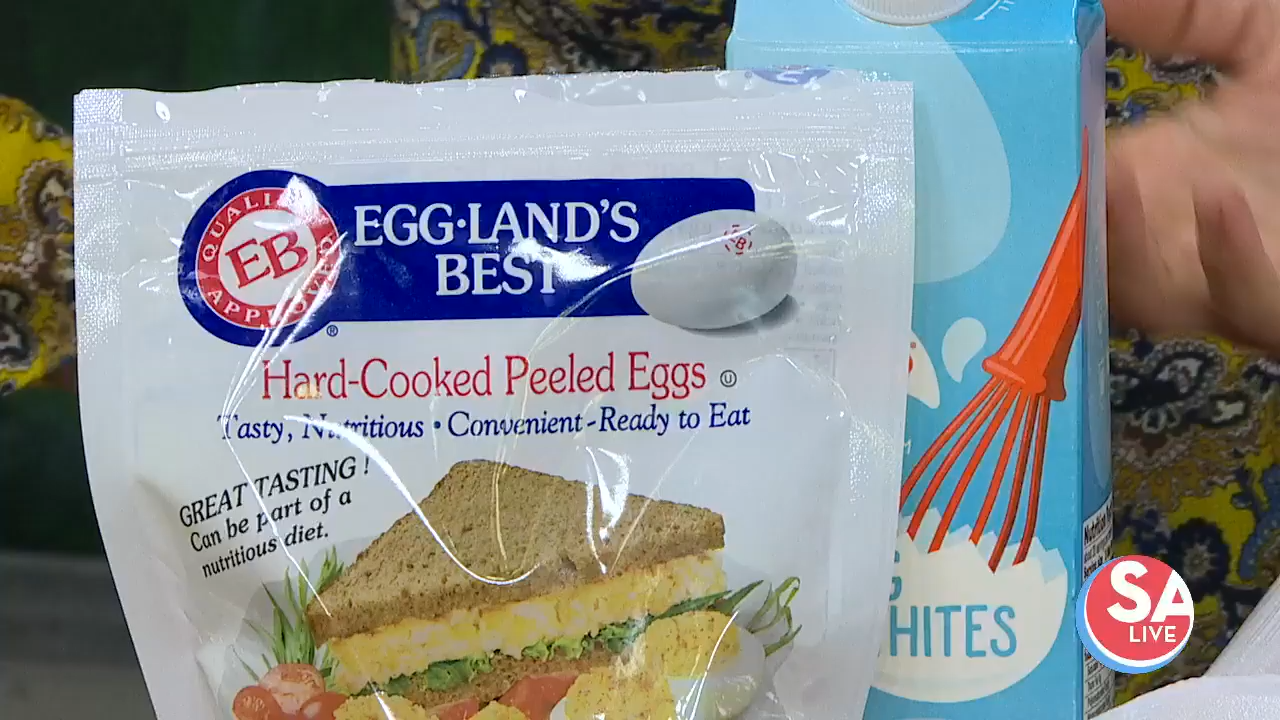 QUALITY
EB
APPROVED
®
EGG·LAND'S
BEST
EB
Hard-Cooked Peeled Eggs
Tasty, Nutritious • Convenient-Ready to Eat
GREAT TASTING !
Can be part of a
nutritious diet.
HITES
SA
LIVE